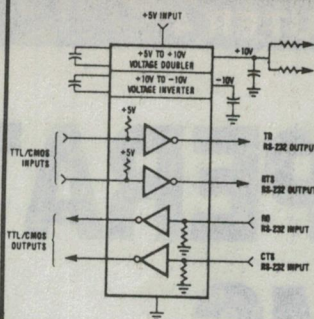 +5V INPUT
+5V TO +10V
VOLTAGE DOUBLER
+10V
+10V TO -10V
VOLTAGE INVERTER
-10V
+5V
+5V
TTL/CMOS
INPUTS
TD
RS-232 OUTPUT
RTS
RS-232 OUTPUT
TTL/CMOS
OUTPUTS
RD
RS-232 INPUT
CTS
RS-232 INPUT